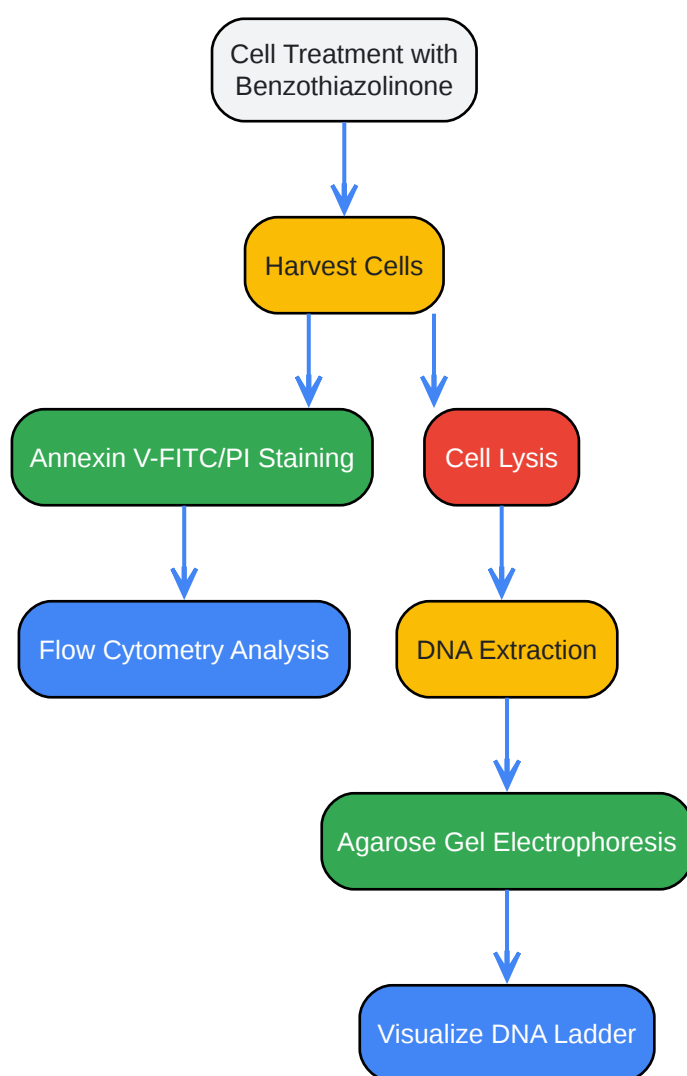 Cell Treatment with
Benzothiazolinone
Harvest Cells
Annexin V-FITC/PI Staining
Cell Lysis
Flow Cytometry Analysis
DNA Extraction
Agarose Gel Electrophoresis
Visualize DNA Ladder